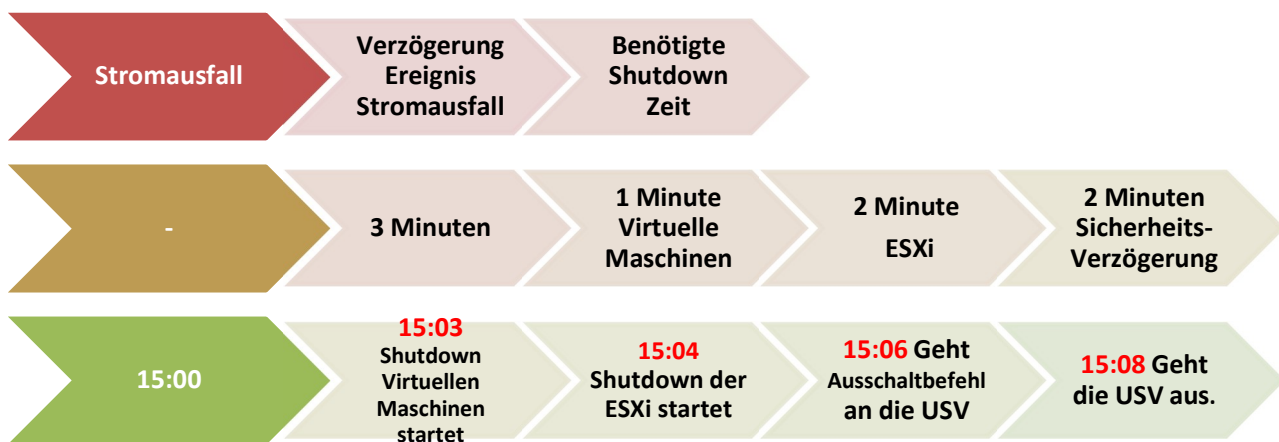 Stromausfall
Verzögerung
Ereignis
Stromausfall
Benötigte
Shutdown
Zeit
-
3 Minuten
1 Minute
Virtuelle
Maschinen
2 Minute
ESXi
2 Minuten
Sicherheits-
Verzögerung
15:00
15:03
Shutdown
Virtuellen
Maschinen
startet
15:04
Shutdown der
ESXi startet
15:06 Geht
Ausschaltbefehl
an die USV
15:08 Geht
die USV aus.